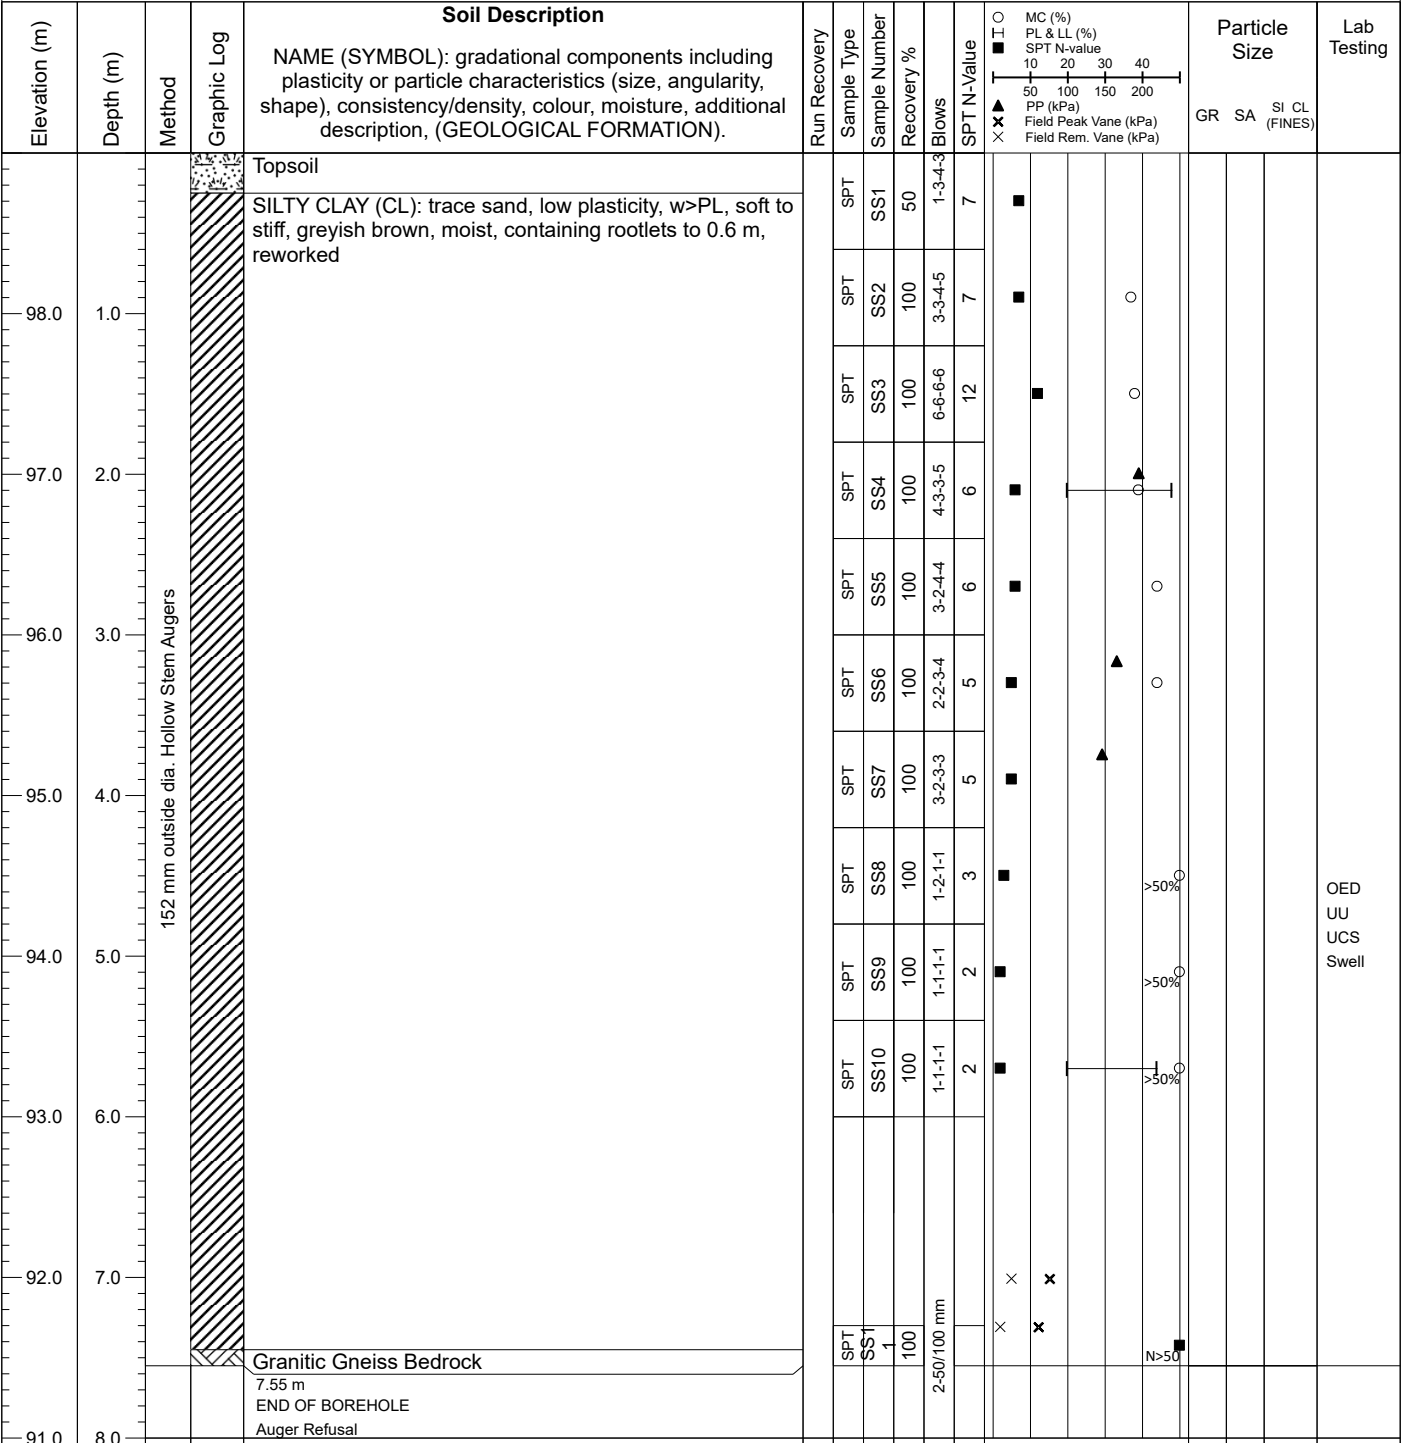 Elevation (m)
Depth (m)
Method
Graphic Log
Soil Description
NAME (SYMBOL): gradational components including
plasticity or particle characteristics (size, angularity,
shape), consistency/density, colour, moisture, additional
description, (GEOLOGICAL FORMATION).
Run Recovery
Sample Type
Sample Number
Recovery %
Blows
SPT N-Value
MC (%)
PL & LL (%)
SPT N-value
10 20 30 40
50 100 150 200
PP (kPa)
Field Peak Vane (kPa)
Field Rem. Vane (kPa)
Particle
Size
GR SA SI CL
(FINES)
Lab
Testing
Topsoil
SILTY CLAY (CL): trace sand, low plasticity, w>PL, soft to
stiff, greyish brown, moist, containing rootlets to 0.6 m,
reworked
152 mm outside dia. Hollow Stem Augers
SPT SS1 50 1-3-4-3 7
SPT SS2 100 3-3-4-5 7
98.0 1.0
SPT SS3 100 6-6-6-6 12
97.0 2.0
SPT SS4 100 4-3-3-5 6
SPT SS5 100 3-2-4-4 6
96.0 3.0
SPT SS6 100 2-2-3-4 5
SPT SS7 100 3-2-3-3 5
95.0 4.0
SPT SS8 100 1-2-1-1 3
>50%
OED
UU
UCS
Swell
94.0 5.0
SPT SS9 100 1-1-1-1 2
>50%
SPT SS10 100 1-1-1-1 2
>50%
93.0 6.0
92.0 7.0
SPT SS1
1
100 2-50/100 mm
N>50
Granitic Gneiss Bedrock
7.55 m
END OF BOREHOLE
Auger Refusal
91.0 8.0